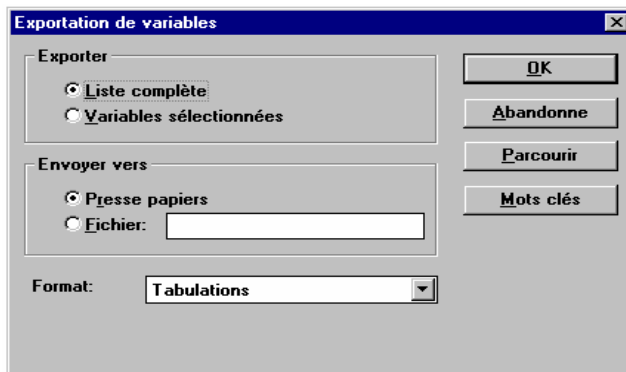 Exportation de variables
Exporter
Liste complète
Variables sélectionnées
Envoyer vers
Presse papiers
Fichier:
Format:
Tabulations
OK
Abandonne
Parcourir
Mots clés